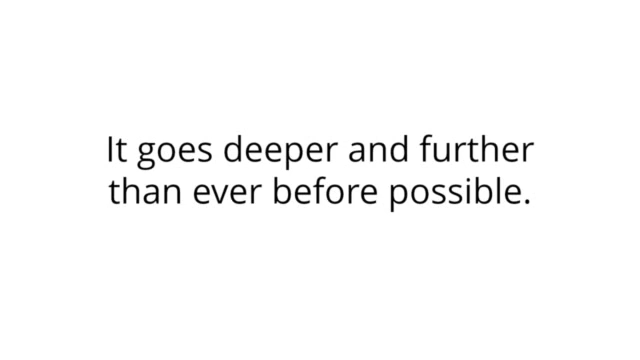 It goes deeper and further
than ever before possible.